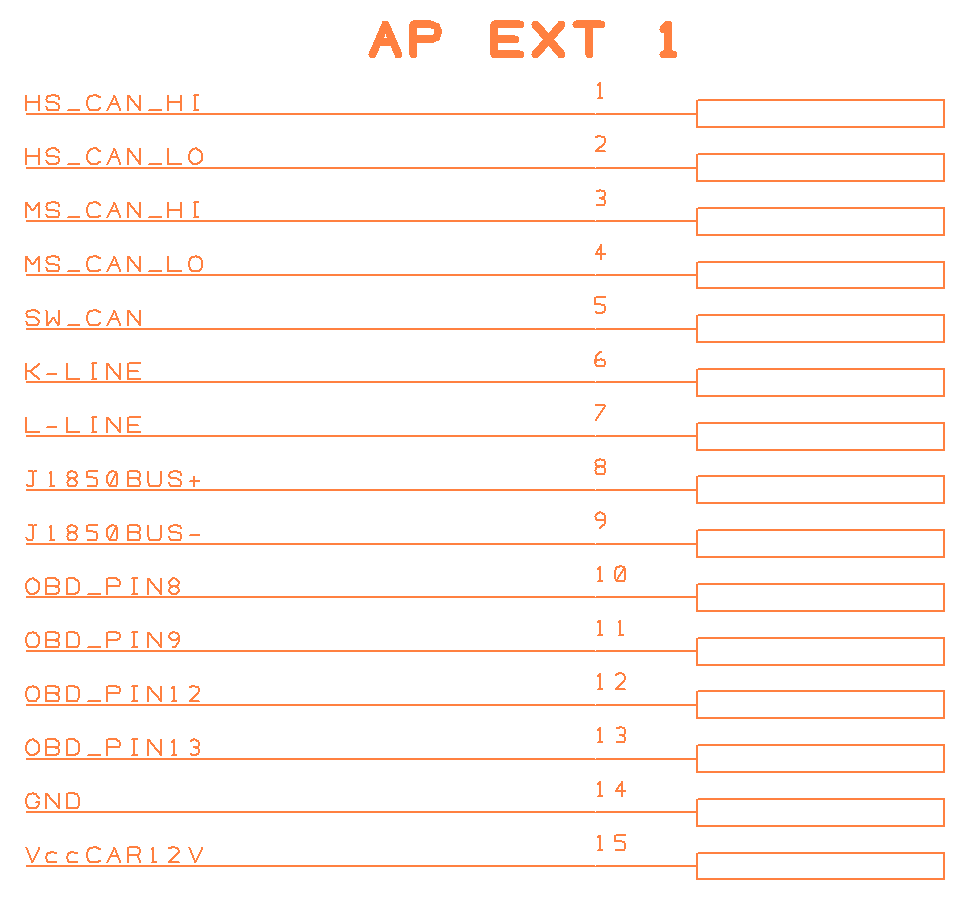 AP EXT 1
HS_CAN_HI 1
HS_CAN_LO 2
MS_CAN_HI 3
MS_CAN_LO 4
SW_CAN 5
K-LINE 6
L-LINE 7
J1850BUS+ 8
J1850BUS- 9
OBD_PIN8 10
OBD_PIN9 11
OBD_PIN12 12
OBD_PIN13 13
GND 14
VccCAR12V 15